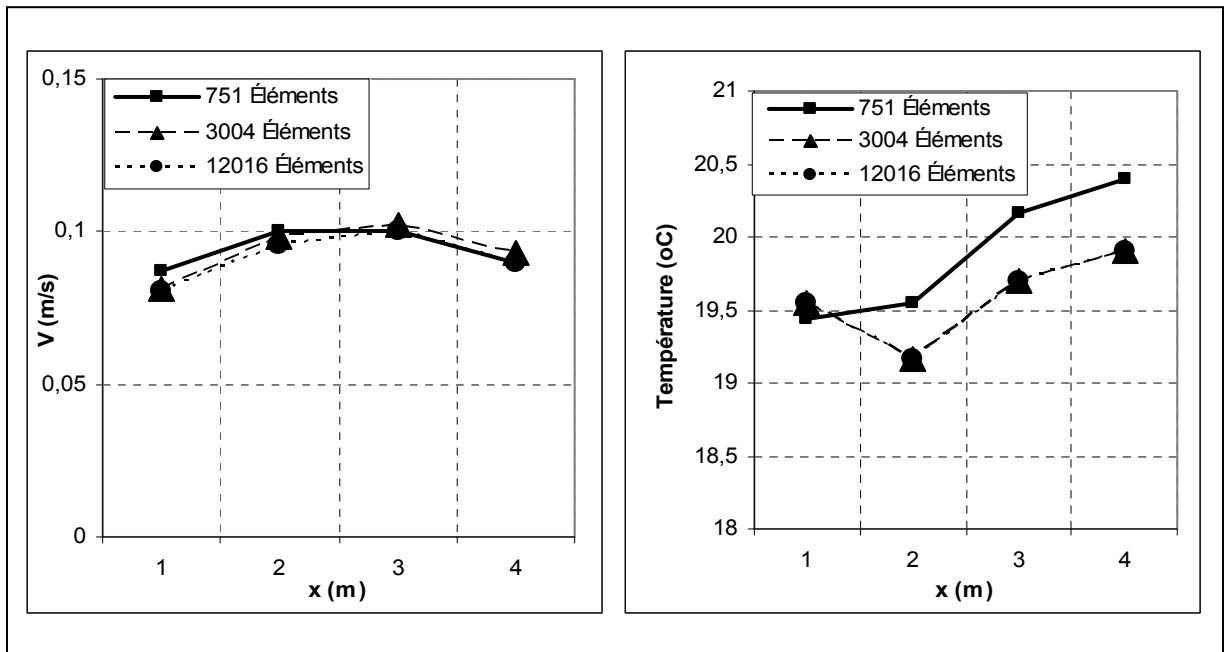 0,15
0,1
0,05
0
V (m/s)
751 Éléments
3004 Éléments
12016 Éléments
1 2 3 4
x (m)
21
20,5
20
19,5
19
18,5
18
Température (oC)
751 Éléments
3004 Éléments
12016 Éléments
1 2 3 4
x (m)